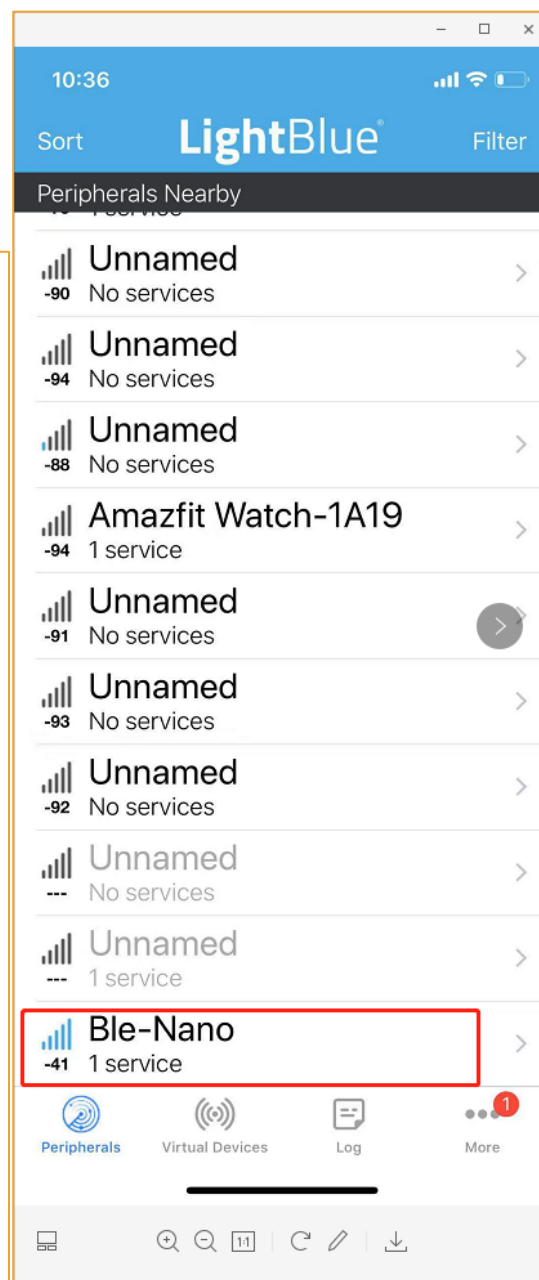 10:36
Sort
LightBlue®
Filter
Peripherals Nearby
Unnamed
-90 No services
Unnamed
-94 No services
Unnamed
-88 No services
Amazfit Watch-1A19
-94 1 service
Unnamed
-91 No services
Unnamed
-93 No services
Unnamed
-92 No services
Unnamed
--- No services
Unnamed
--- 1 service
Ble-Nano
-41 1 service
1
Peripherals
Virtual Devices
Log
More
1:1